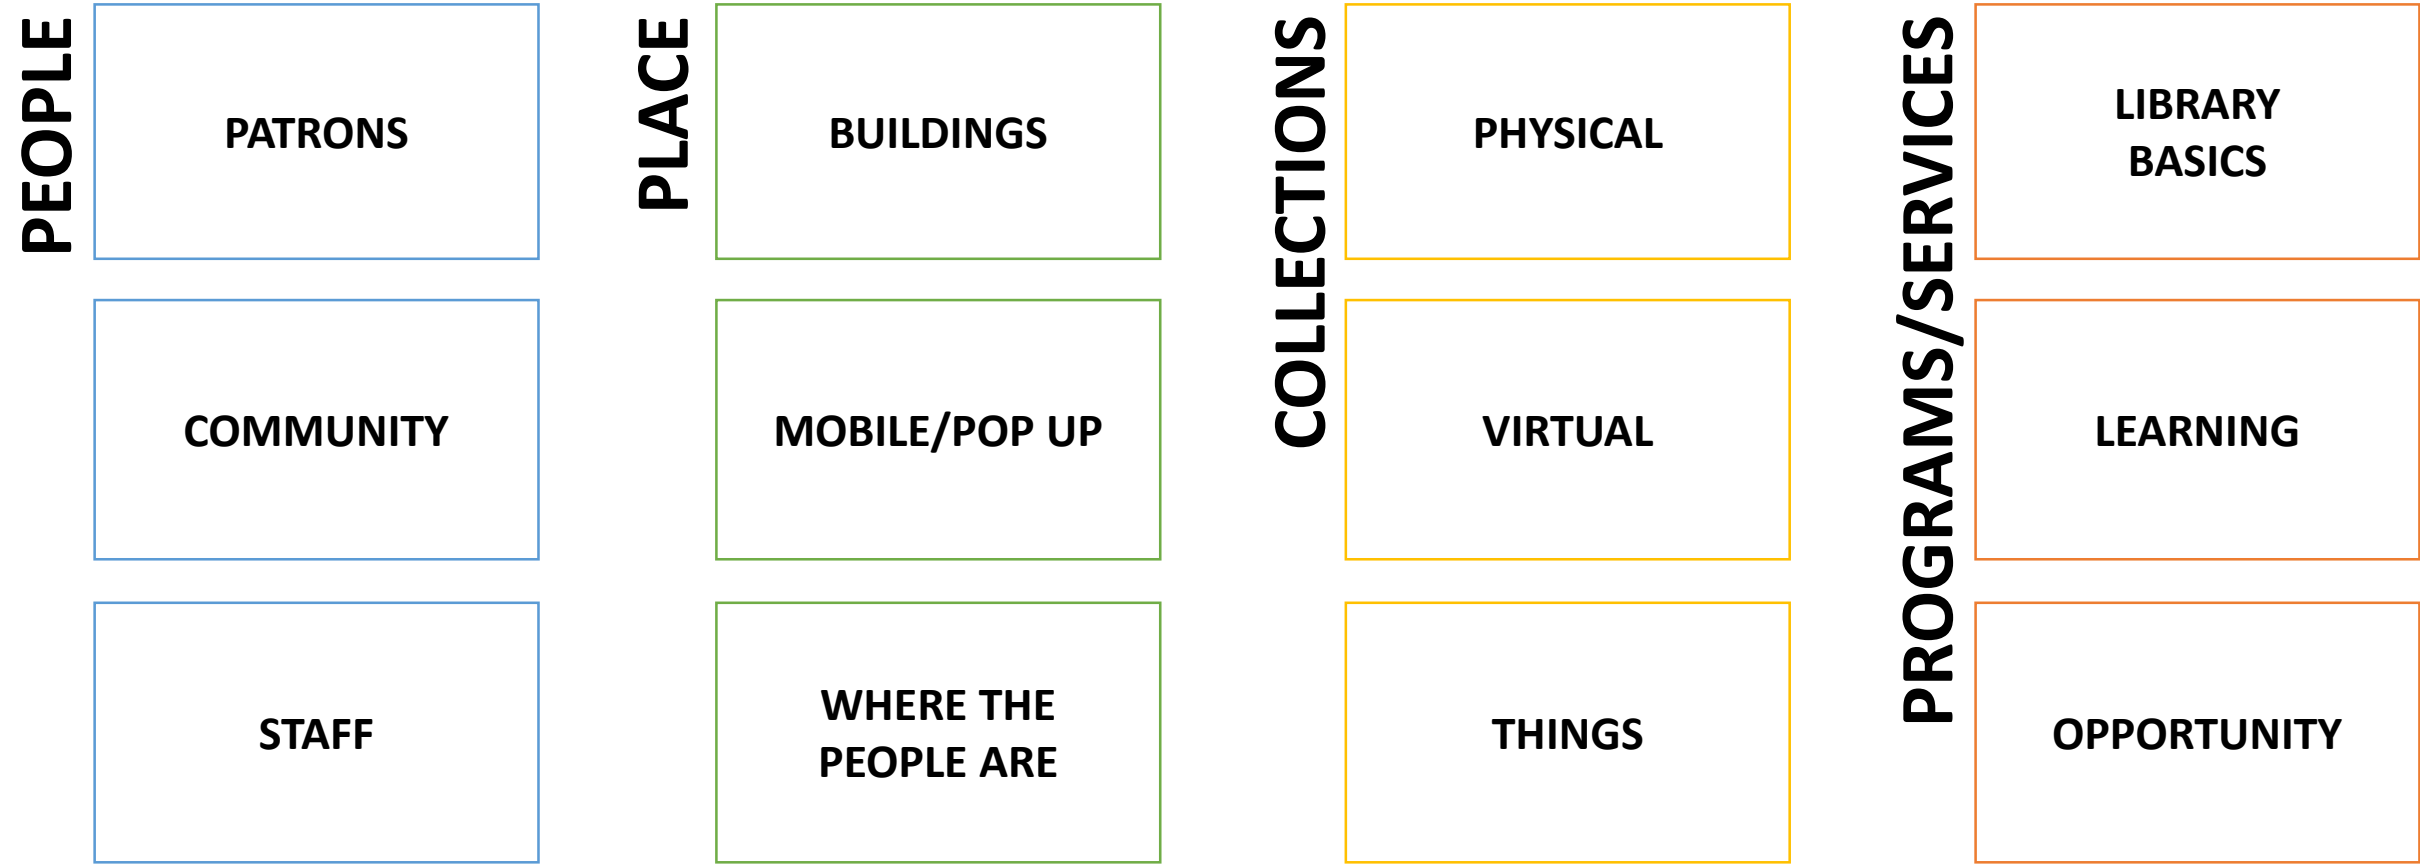 PEOPLE
PATRONS
COMMUNITY
STAFF
PLACE
BUILDINGS
MOBILE/POP UP
WHERE THE
PEOPLE ARE
COLLECTIONS
PHYSICAL
VIRTUAL
THINGS
PROGRAMS/SERVICES
LIBRARY
BASICS
LEARNING
OPPORTUNITY